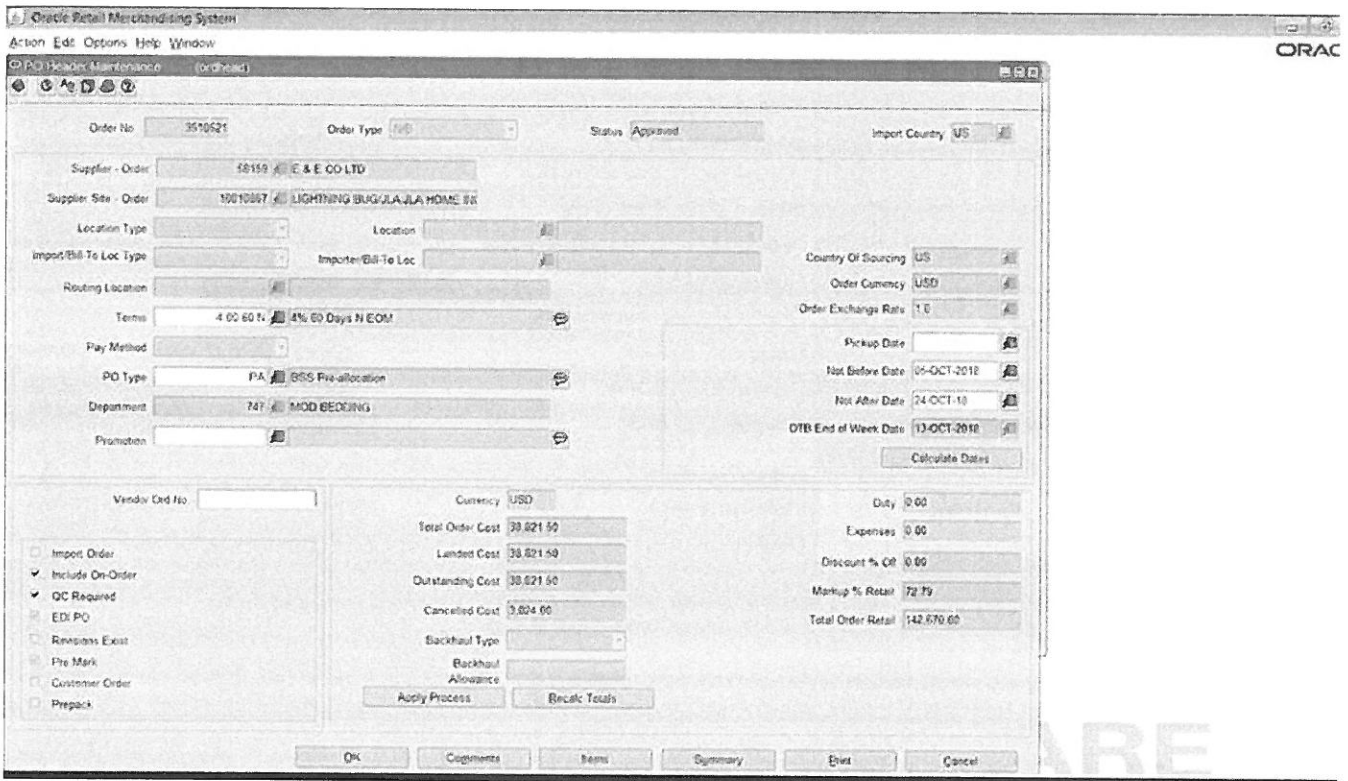 Oracle Retail Merchandising System
Action Edit Options Help Window
ORAC
PO Header Maintenance (ordhead)
Order No 3510521 Order Type N/B Status Approved Import Country US
Supplier - Order 58159 E & E CO LTD
Supplier Site - Order LIGHTNING BUG/JLA/JLA HOME
Location Type Location
Import/Bill-To Loc Type Importer/Bill-To Loc Country Of Sourcing US
Routing Location Order Currency USD
Terms 4% 60 Days N EOM Order Exchange Rate 1.0
Pay Method Pickup Date
PO Type PA BSS Pre-allocation Not Before Date 05-OCT-2018
Department 747 MOD BEDDING Not After Date 24-OCT-18
Promotion OTB End of Week Date 13-OCT-2018
Calculate Dates
Vendor Ord No Currency USD Duty 0.00
Total Order Cost 38,821.50 Expenses 0.00
Import Order Landed Cost 38,821.50 Discount % Off 0.00
Include On-Order Outstanding Cost 38,821.50 Markup % Retail 72.79
QC Required Cancelled Cost 3,024.00 Total Order Retail 142,670.00
EDI PO
Revisions Exist Backhaul Type
Pre Mark Backhaul Allowance
Customer Order Apply Process Recalc Totals
Prepack
OK Comments Items Summary Print Cancel
ARE